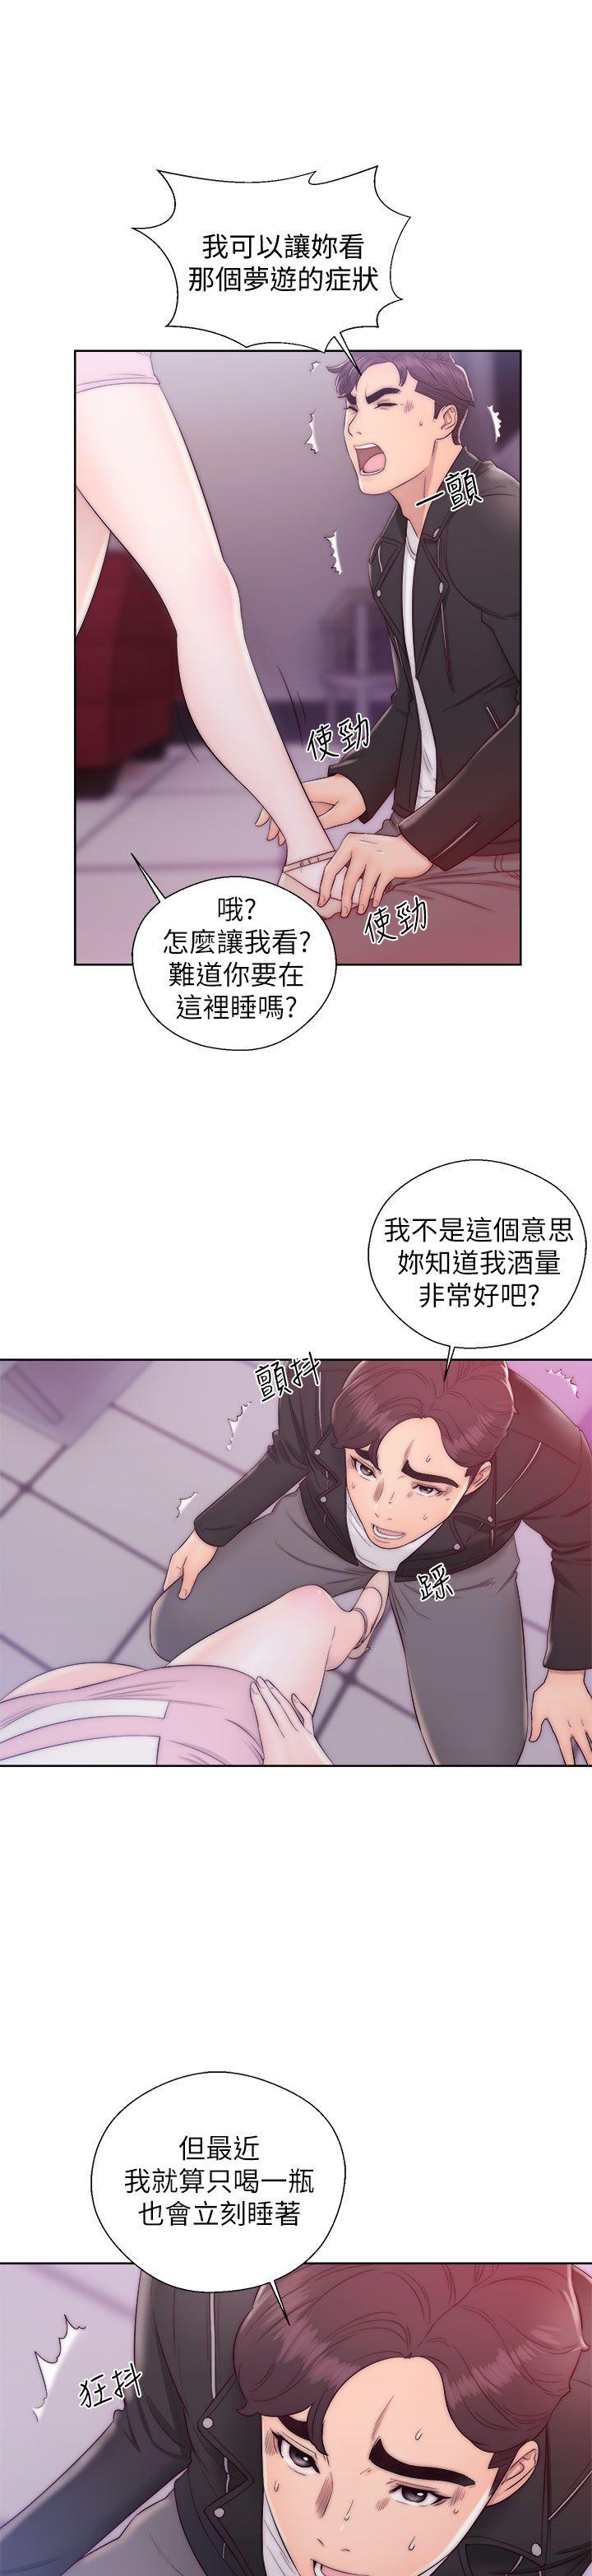 我可以讓妳看
那個夢遊的症狀
一顫
使勁
使勁
哦?
怎麼讓我看?
難道你要在
這裡睡嗎?
我不是這個意思
妳知道我酒量
非常好吧?
顫抖
踩
但最近
我就算只喝一瓶
也會立刻睡著
狂抖